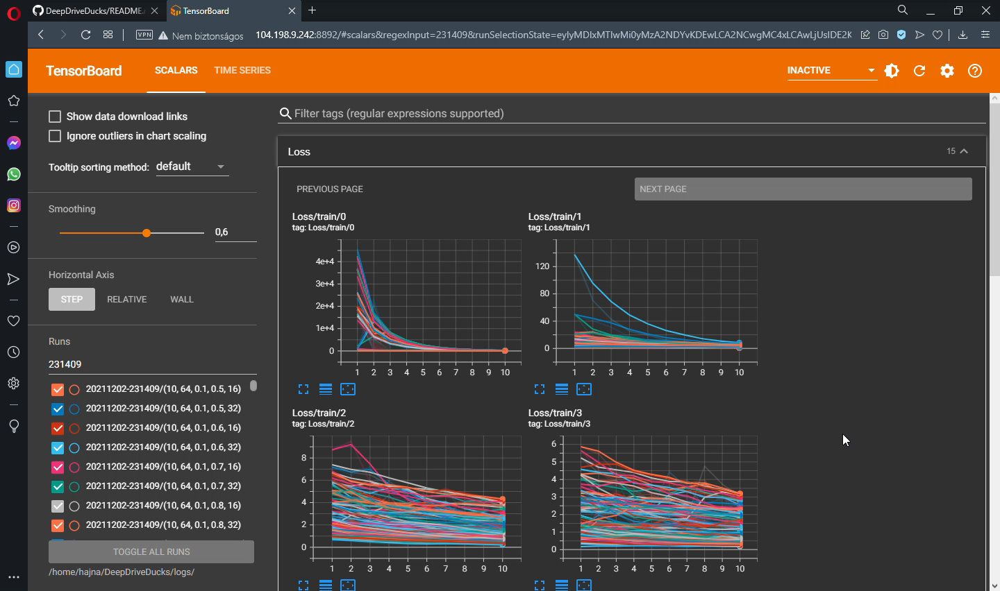 DeepDriveDucks/README.
TensorBoard
VPN
Nem biztonságos
104.198.9.242:8892/#scalars&regexInput=231409&runSelectionState=eyIyMDIxMTIwMi0yMzA2NDYvKDEwLCA2NCwgMC4xLCAwLjUsIDE2K
TensorBoard
SCALARS
TIME SERIES
INACTIVE
Show data download links
Ignore outliers in chart scaling
Tooltip sorting method: default
Smoothing
0,6
Horizontal Axis
STEP RELATIVE WALL
Runs
231409
20211202-231409/(10, 64, 0.1, 0.5, 16)
20211202-231409/(10, 64, 0.1, 0.5, 32)
20211202-231409/(10, 64, 0.1, 0.6, 16)
20211202-231409/(10, 64, 0.1, 0.6, 32)
20211202-231409/(10, 64, 0.1, 0.7, 16)
20211202-231409/(10, 64, 0.1, 0.7, 32)
20211202-231409/(10, 64, 0.1, 0.8, 16)
20211202-231409/(10, 64, 0.1, 0.8, 32)
TOGGLE ALL RUNS
/home/hajna/DeepDriveDucks/logs/
Filter tags (regular expressions supported)
Loss
15
PREVIOUS PAGE
NEXT PAGE
Loss/train/0
tag: Loss/train/0
4e+4
3e+4
2e+4
1e+4
0
1 2 3 4 5 6 7 8 9 10
Loss/train/1
tag: Loss/train/1
120
80
40
0
1 2 3 4 5 6 7 8 9 10
Loss/train/2
tag: Loss/train/2
8
6
4
2
0
1 2 3 4 5 6 7 8 9 10
Loss/train/3
tag: Loss/train/3
6
5
4
3
2
1
0
1 2 3 4 5 6 7 8 9 10